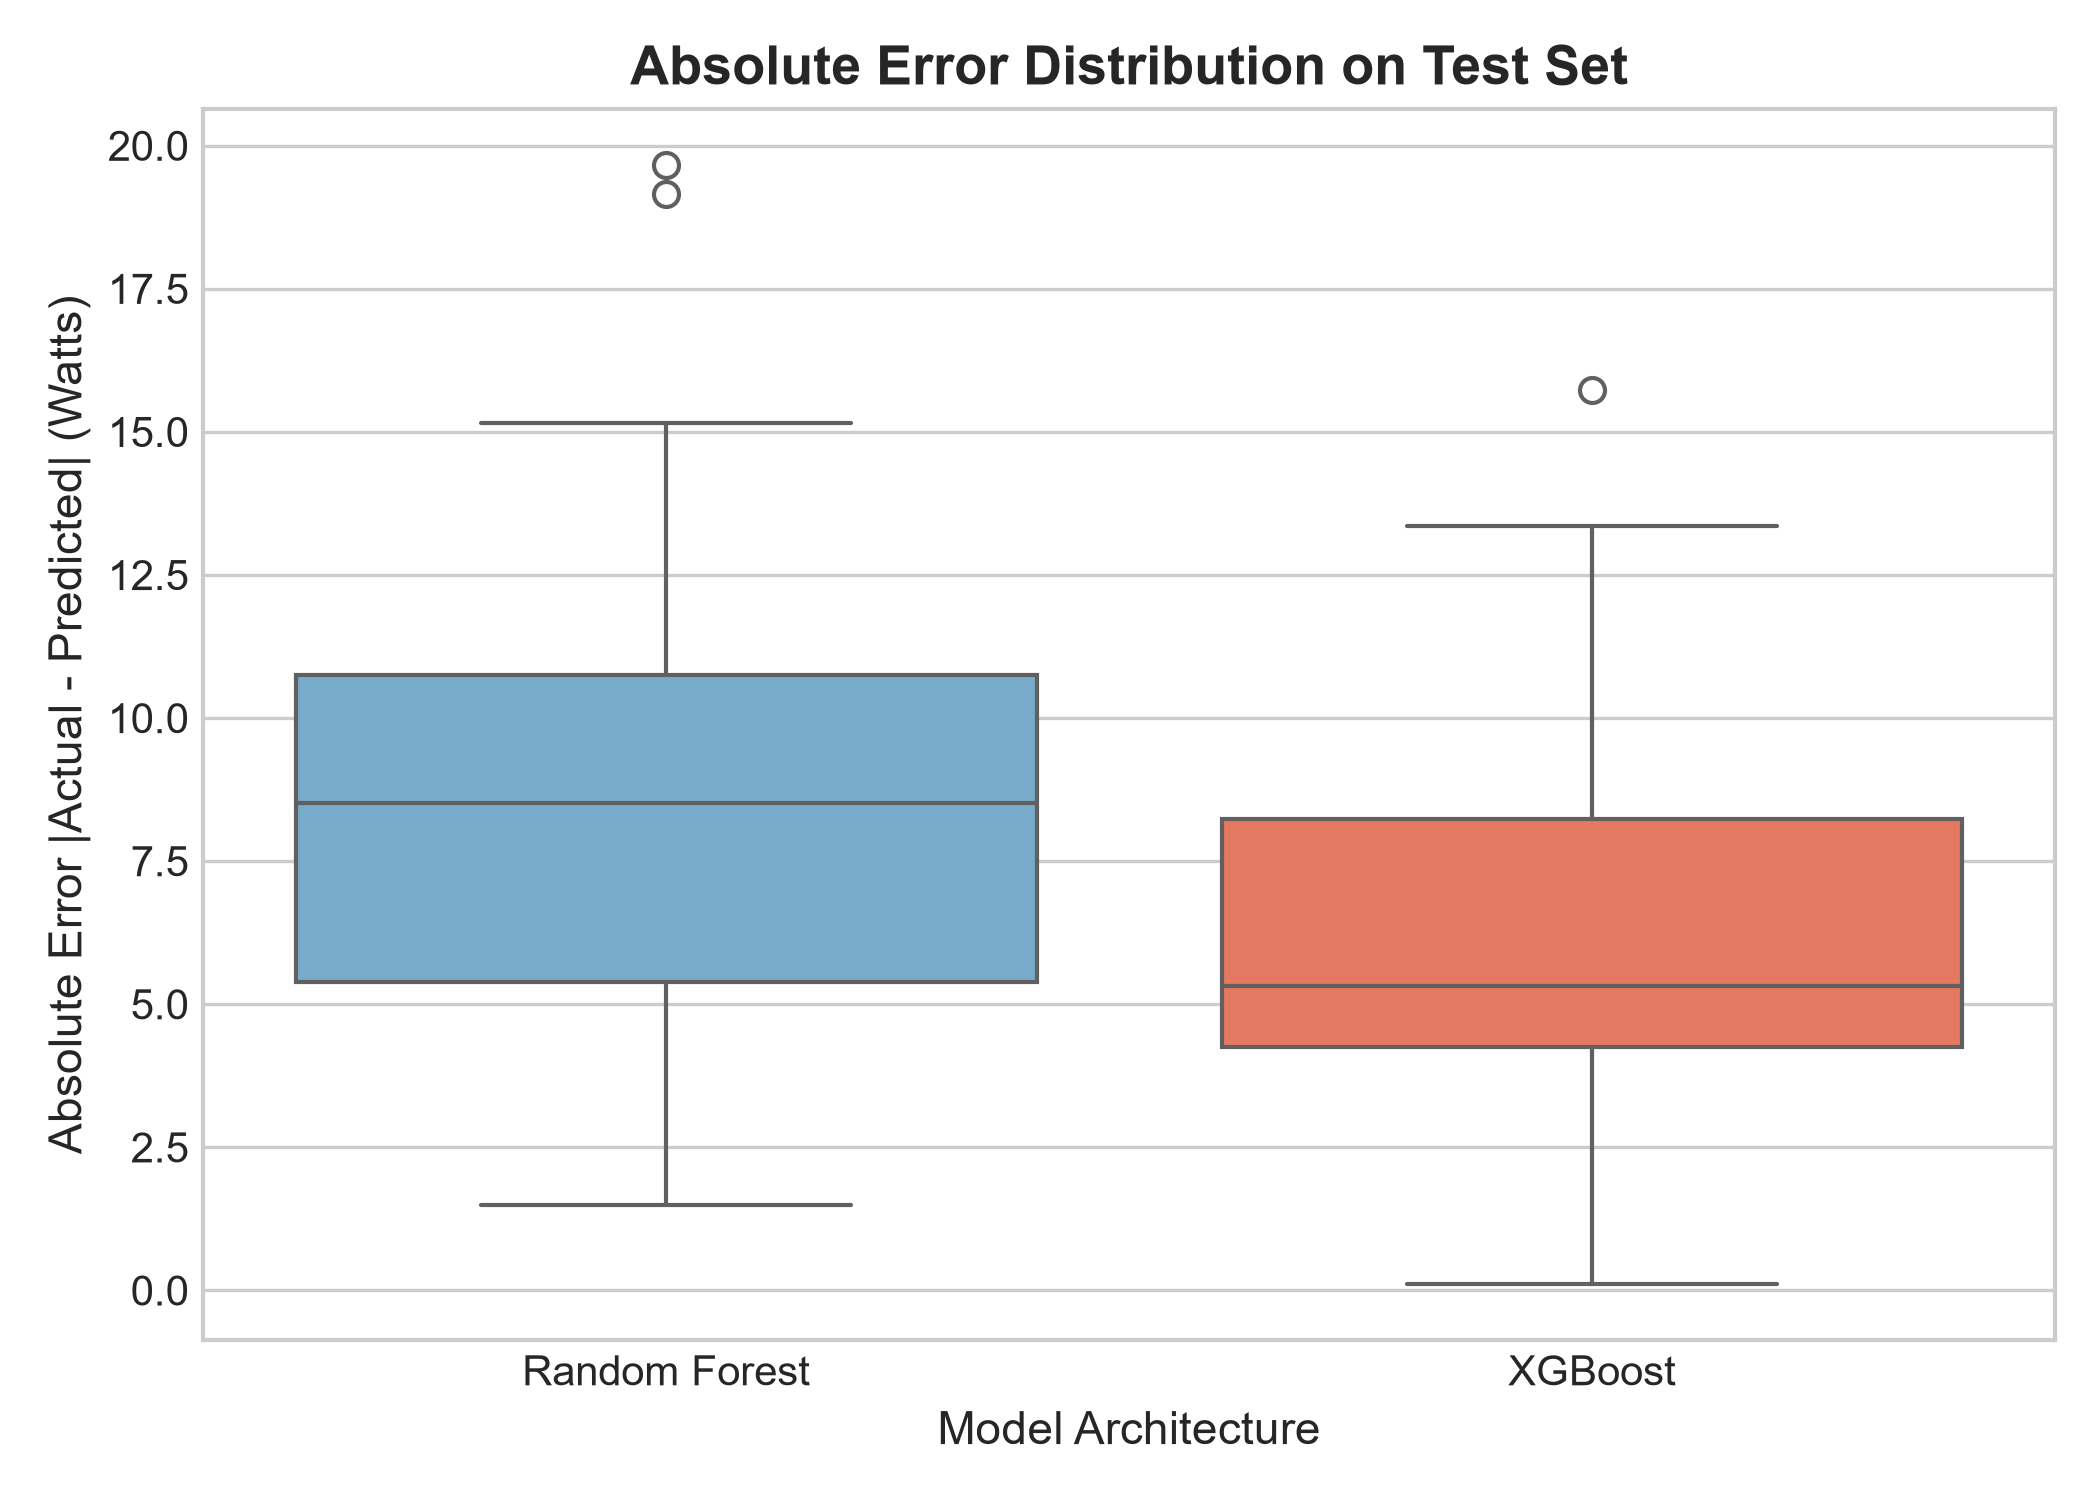 Absolute Error Distribution on Test Set
Absolute Error |Actual - Predicted| (Watts)
20.0
17.5
15.0
12.5
10.0
7.5
5.0
2.5
0.0
Random Forest XGBoost
Model Architecture